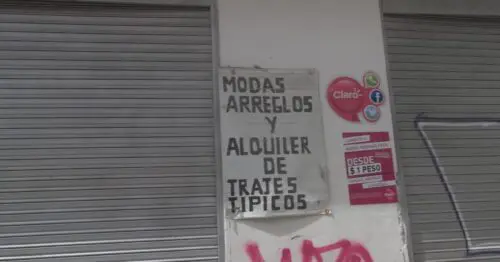 MODAS
ARREGLOS
Y
ALQUILER
DE
TRAJES
TIPICOS
Claro
DESDE
$ 1 PESO